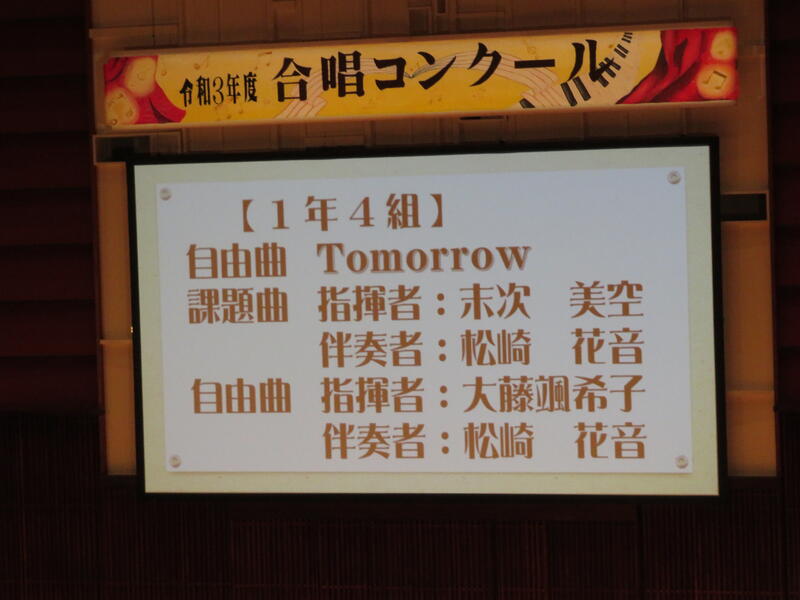 令和3年度 合唱コンクール
【1年4組】
自由曲 Tomorrow
課題曲 指揮者：末次 美空
伴奏者：松崎 花音
自由曲 指揮者：大藤颯希子
伴奏者：松崎 花音